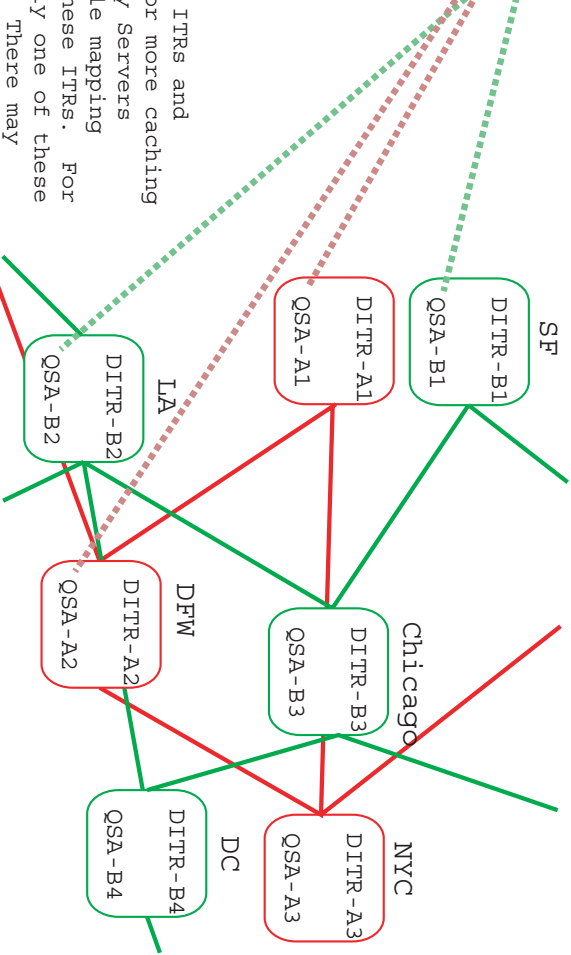 ITRs and
or more caching
y Servers
le mapping
hese ITRs. For
ly one of these
There may
SF
DITR-B1
QSA-B1
DITR-A1
QSA-A1
LA
DITR-B2
QSA-B2
Chicago
DITR-B3
QSA-B3
DFW
DITR-A2
QSA-A2
NYC
DITR-A3
QSA-A3
DC
DITR-B4
QSA-B4